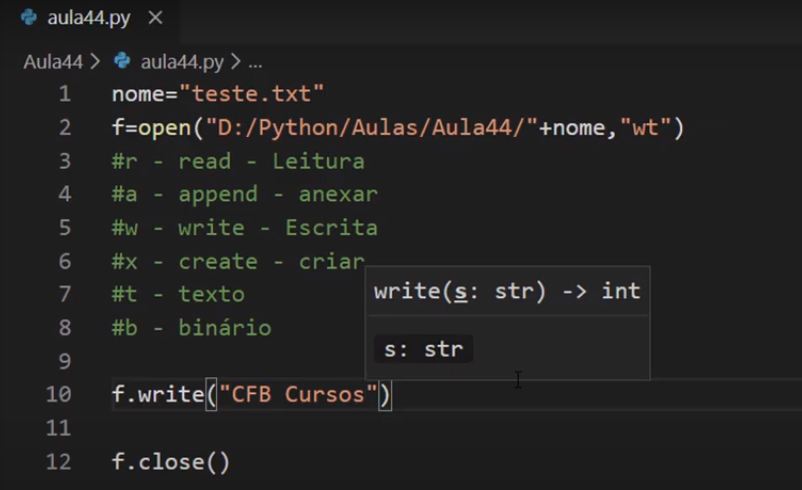 aula44.py
Aula44 > aula44.py > ...
1 nome="teste.txt"
2 f=open("D:/Python/Aulas/Aula44/"+nome,"wt")
3 #r - read - Leitura
4 #a - append - anexar
5 #w - write - Escrita
6 #x - create - criar
7 #t - texto
8 #b - binário
9
write(s: str) -> int
s: str
10 f.write("CFB Cursos")
11
12 f.close()